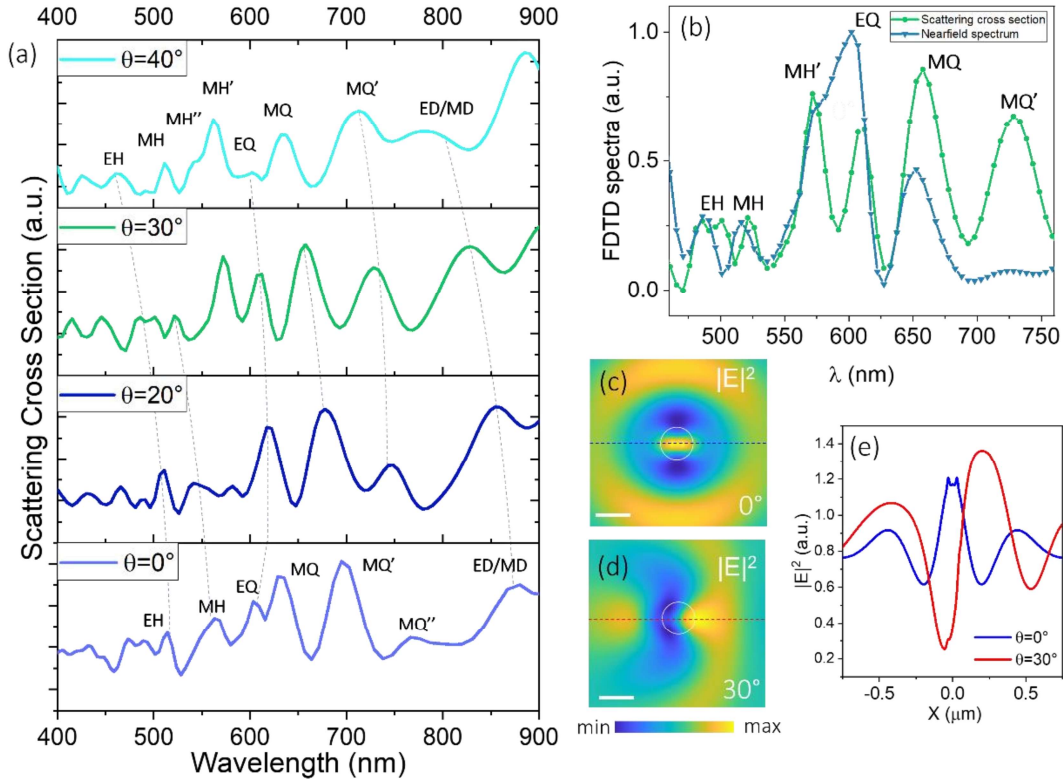 400 500 600 700 800 900
(a)
θ=40°
EH
MH
MH''
MH'
EQ
MQ
MQ'
ED/MD
θ=30°
θ=20°
θ=0°
EH
MH
EQ
MQ
MQ'
MQ''
ED/MD
400 500 600 700 800 900
Wavelength (nm)
Scattering Cross Section (a.u.)
(b)
Scattering cross section
Nearfield spectrum
EH
MH
MH'
EQ
MQ
MQ'
1.0
0.5
0.0
FDTD spectra (a.u.)
500 550 600 650 700 750
λ (nm)
(c)
|E|²
0°
(d)
|E|²
30°
min max
(e)
1.4
1.2
1.0
0.8
0.6
0.4
0.2
|E|² (a.u.)
θ=0°
θ=30°
-0.5 0.0 0.5
X (µm)